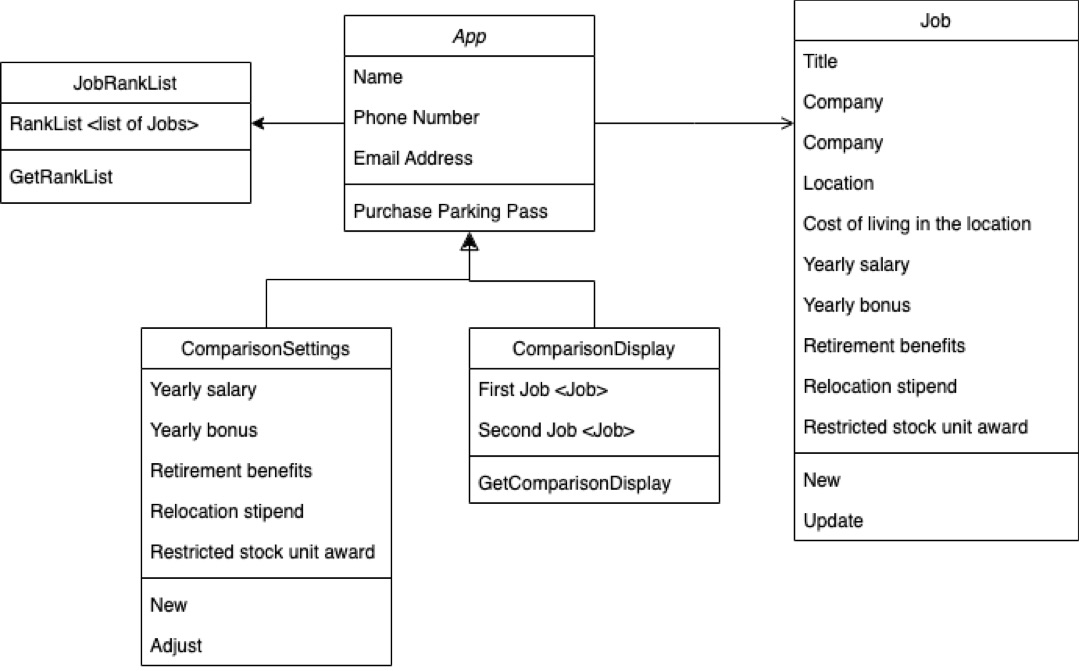 App
Name
Phone Number
Email Address
Purchase Parking Pass
JobRankList
RankList <list of Jobs>
GetRankList
Job
Title
Company
Company
Location
Cost of living in the location
Yearly salary
Yearly bonus
Retirement benefits
Relocation stipend
Restricted stock unit award
New
Update
ComparisonSettings
Yearly salary
Yearly bonus
Retirement benefits
Relocation stipend
Restricted stock unit award
New
Adjust
ComparisonDisplay
First Job <Job>
Second Job <Job>
GetComparisonDisplay